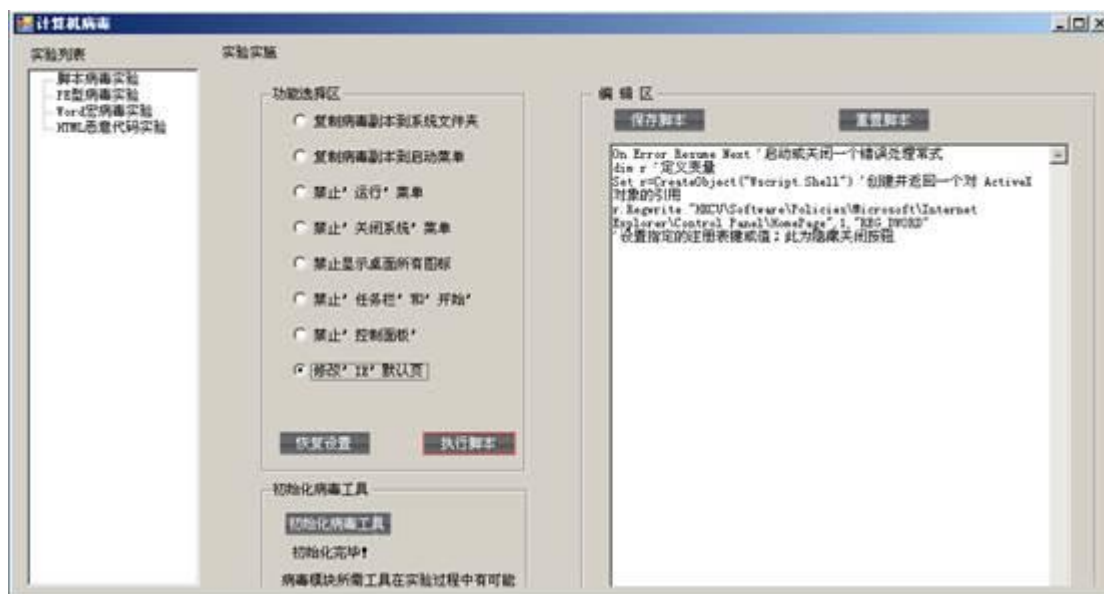 计算机病毒
实验列表
脚本病毒实验
PE型病毒实验
Word宏病毒实验
HTML恶意代码实验
实验实施
功能选择区
复制病毒副本到系统文件夹
复制病毒副本到启动菜单
禁止'运行'菜单
禁止'关闭系统'菜单
禁止显示桌面所有图标
禁止'任务栏'和'开始'
禁止'控制面板'
修改'IE'默认页
恢复设置
执行脚本
初始化病毒工具
初始化病毒工具
初始化完毕!
病毒模块所需工具在实验过程中有可能
编辑区
保存脚本
重置脚本
On Error Resume Next '启动或关闭一个错误处理常式
dim r '定义变量
Set r=CreateObject("Wscript.Shell") '创建并返回一个对 ActiveX
对象的引用
r.Regwrite "HKCU\Software\Policies\Microsoft\Internet
Explorer\Control Panel\HomePage",1,"REG_DWORD"
'设置指定的注册表键或值;此为隐藏关闭按钮